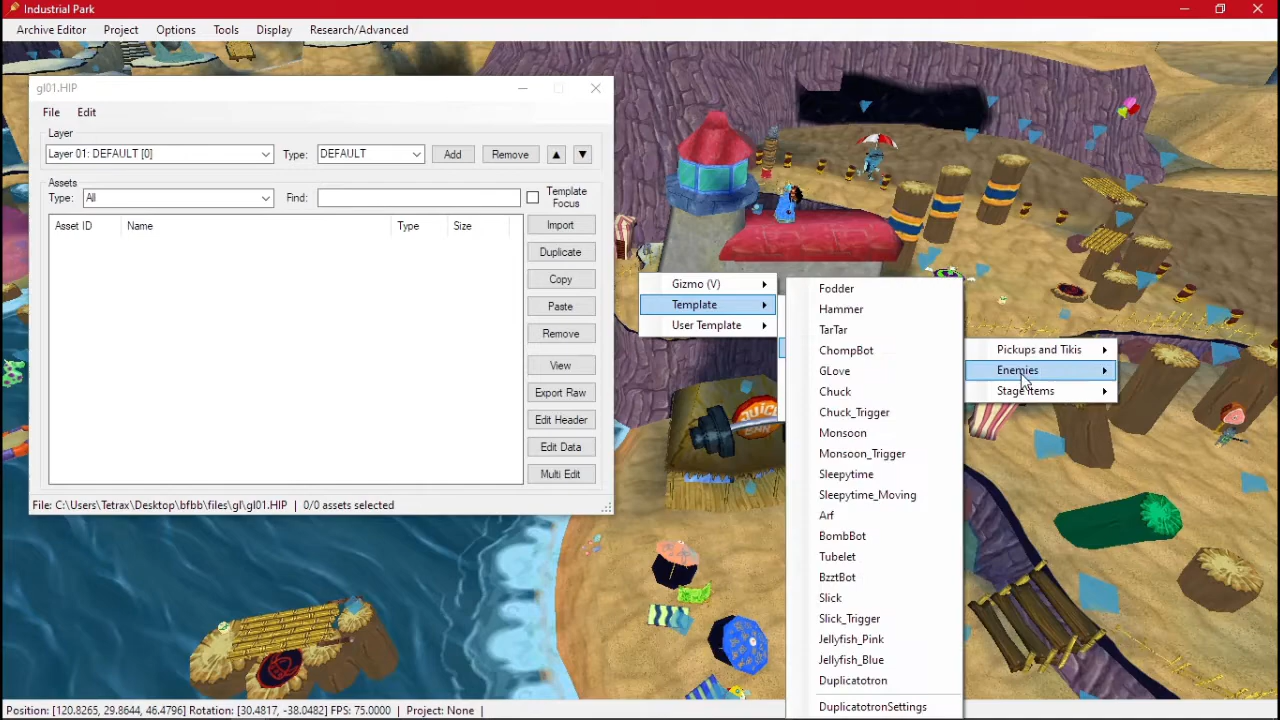 Industrial Park
Archive Editor Project Options Tools Display Research/Advanced
gl01.HIP
File Edit
Layer
Layer 01: DEFAULT [0] Type: DEFAULT Add Remove
Assets
Type: All Find: Template Focus
Asset ID Name Type Size
Import
Duplicate
Copy
Paste
Remove
View
Export Raw
Edit Header
Edit Data
Multi Edit
File: C:\Users\Tetrax\Desktop\bfbb\files\gl\gl01.HIP | 0/0 assets selected
Gizmo (V)
Template
User Template
Fodder
Hammer
TarTar
ChompBot
GLove
Chuck
Chuck_Trigger
Monsoon
Monsoon_Trigger
Sleepytime
Sleepytime_Moving
Arf
BombBot
Tubelet
BzztBot
Slick
Slick_Trigger
Jellyfish_Pink
Jellyfish_Blue
Duplicatotron
DuplicatotronSettings
Pickups and Tikis
Enemies
Stage Items
JUICE
BAR
Position: [120.8265, 29.8644, 46.4796] Rotation: [30.4817, -38.0482] FPS: 75.0000 | Project: None |